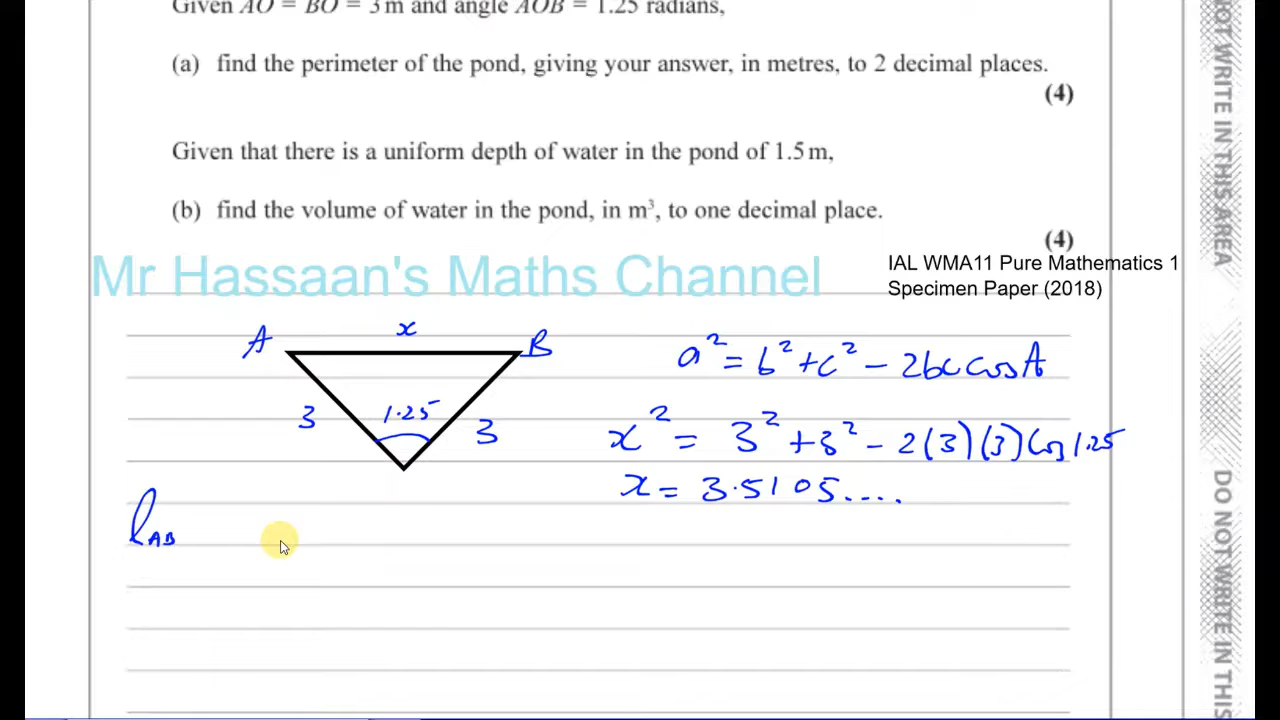 Given AO = BO = 3 m and angle AOB = 1.25 radians,
(a) find the perimeter of the pond, giving your answer, in metres, to 2 decimal places.
(4)
Given that there is a uniform depth of water in the pond of 1.5 m,
(b) find the volume of water in the pond, in m³, to one decimal place.
(4)
Mr Hassaan's Maths Channel
IAL WMA11 Pure Mathematics 1
Specimen Paper (2018)
A x B
3 1.25 3
a² = b² + c² − 2bc cos A
x² = 3² + 3² − 2(3)(3) Cos 1.25
x = 3.5105....
l AB
NOT WRITE IN THIS AREA
DO NOT WRITE IN THIS